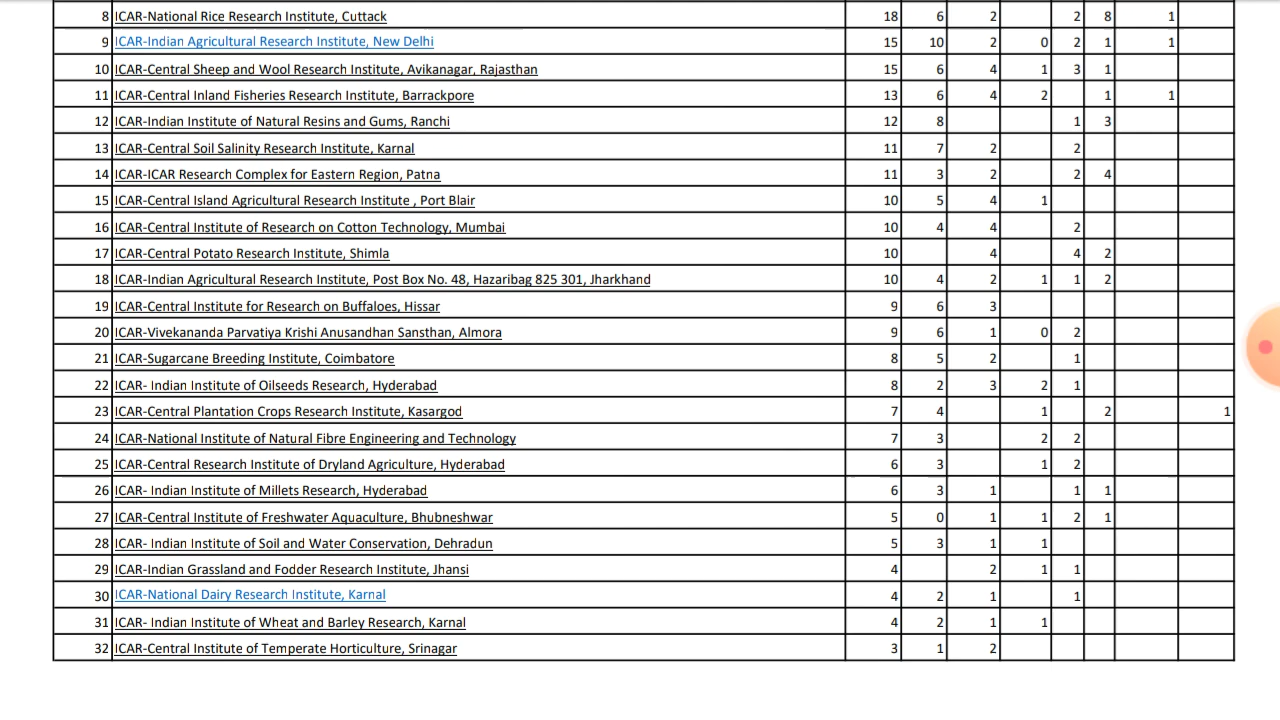 8 ICAR-National Rice Research Institute, Cuttack 18 6 2 2 8 1
9 ICAR-Indian Agricultural Research Institute, New Delhi 15 10 2 0 2 1 1
10 ICAR-Central Sheep and Wool Research Institute, Avikanagar, Rajasthan 15 6 4 1 3 1
11 ICAR-Central Inland Fisheries Research Institute, Barrackpore 13 6 4 2 1 1
12 ICAR-Indian Institute of Natural Resins and Gums, Ranchi 12 8 1 3
13 ICAR-Central Soil Salinity Research Institute, Karnal 11 7 2 2
14 ICAR-ICAR Research Complex for Eastern Region, Patna 11 3 2 2 4
15 ICAR-Central Island Agricultural Research Institute , Port Blair 10 5 4 1
16 ICAR-Central Institute of Research on Cotton Technology, Mumbai 10 4 4 2
17 ICAR-Central Potato Research Institute, Shimla 10 4 4 2
18 ICAR-Indian Agricultural Research Institute, Post Box No. 48, Hazaribag 825 301, Jharkhand 10 4 2 1 1 2
19 ICAR-Central Institute for Research on Buffaloes, Hissar 9 6 3
20 ICAR-Vivekananda Parvatiya Krishi Anusandhan Sansthan, Almora 9 6 1 0 2
21 ICAR-Sugarcane Breeding Institute, Coimbatore 8 5 2 1
22 ICAR- Indian Institute of Oilseeds Research, Hyderabad 8 2 3 2 1
23 ICAR-Central Plantation Crops Research Institute, Kasargod 7 4 1 2 1
24 ICAR-National Institute of Natural Fibre Engineering and Technology 7 3 2 2
25 ICAR-Central Research Institute of Dryland Agriculture, Hyderabad 6 3 1 2
26 ICAR- Indian Institute of Millets Research, Hyderabad 6 3 1 1 1
27 ICAR-Central Institute of Freshwater Aquaculture, Bhubneshwar 5 0 1 1 2 1
28 ICAR- Indian Institute of Soil and Water Conservation, Dehradun 5 3 1 1
29 ICAR-Indian Grassland and Fodder Research Institute, Jhansi 4 2 1 1
30 ICAR-National Dairy Research Institute, Karnal 4 2 1 1
31 ICAR- Indian Institute of Wheat and Barley Research, Karnal 4 2 1 1
32 ICAR-Central Institute of Temperate Horticulture, Srinagar 3 1 2